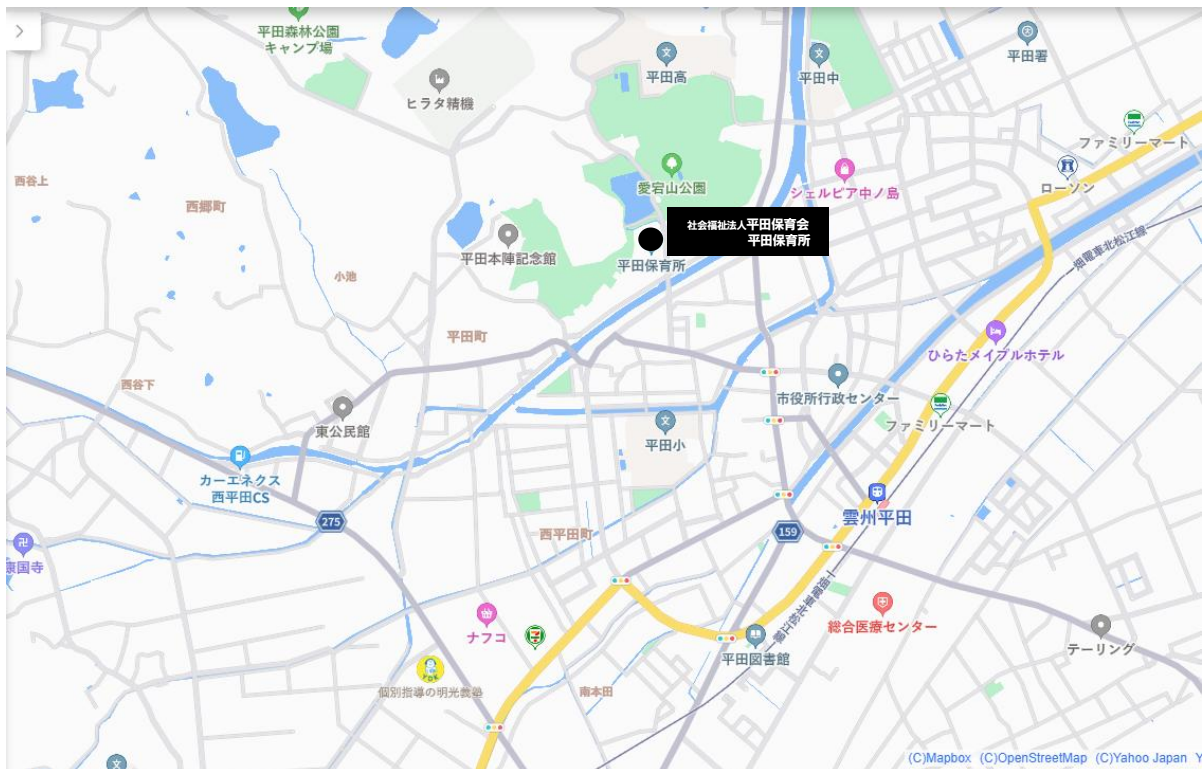 平田森林公園
キャンプ場
ヒラタ精機
平田高
平田中
平田署
ファミリーマート
ローソン
シェルピア中ノ島
愛宕山公園
西谷上
西郷町
小池
平田本陣記念館
社会福祉法人平田保育会
平田保育所
平田保育所
畑電車北松江線
平田町
ひらたメイプルホテル
西谷下
市役所行政センター
東公民館
平田小
ファミリーマート
カーエネクス
西平田CS
275
西平田町
159
雲州平田
康国寺
ナフコ
総合医療センター
テーリング
平田図書館
個別指導の明光義塾
南本田
(C)Mapbox (C)OpenStreetMap (C)Yahoo Japan